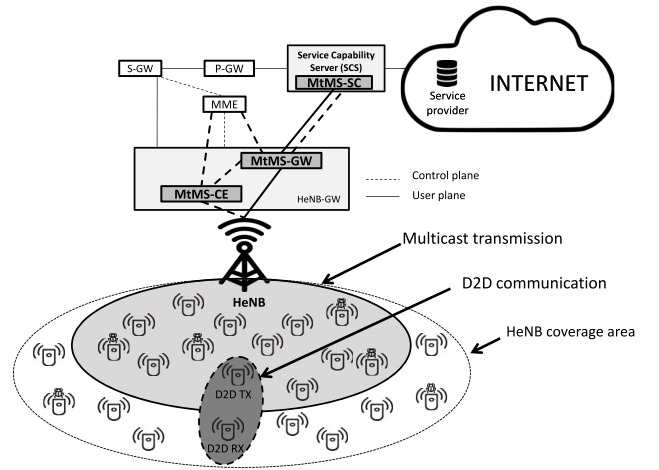 Service Capability
Server (SCS)
MtMS-SC
S-GW
P-GW
MME
INTERNET
Service
provider
MtMS-GW
MtMS-CE
HeNB-GW
Control plane
User plane
Multicast transmission
D2D communication
HeNB coverage area
HeNB
D2D TX
D2D RX